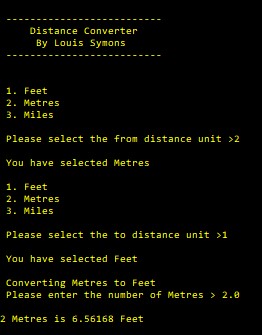 --------------------------
Distance Converter
By Louis Symons
--------------------------
1. Feet
2. Metres
3. Miles
Please select the from distance unit >2
You have selected Metres
1. Feet
2. Metres
3. Miles
Please select the to distance unit >1
You have selected Feet
Converting Metres to Feet
Please enter the number of Metres > 2.0
2 Metres is 6.56168 Feet